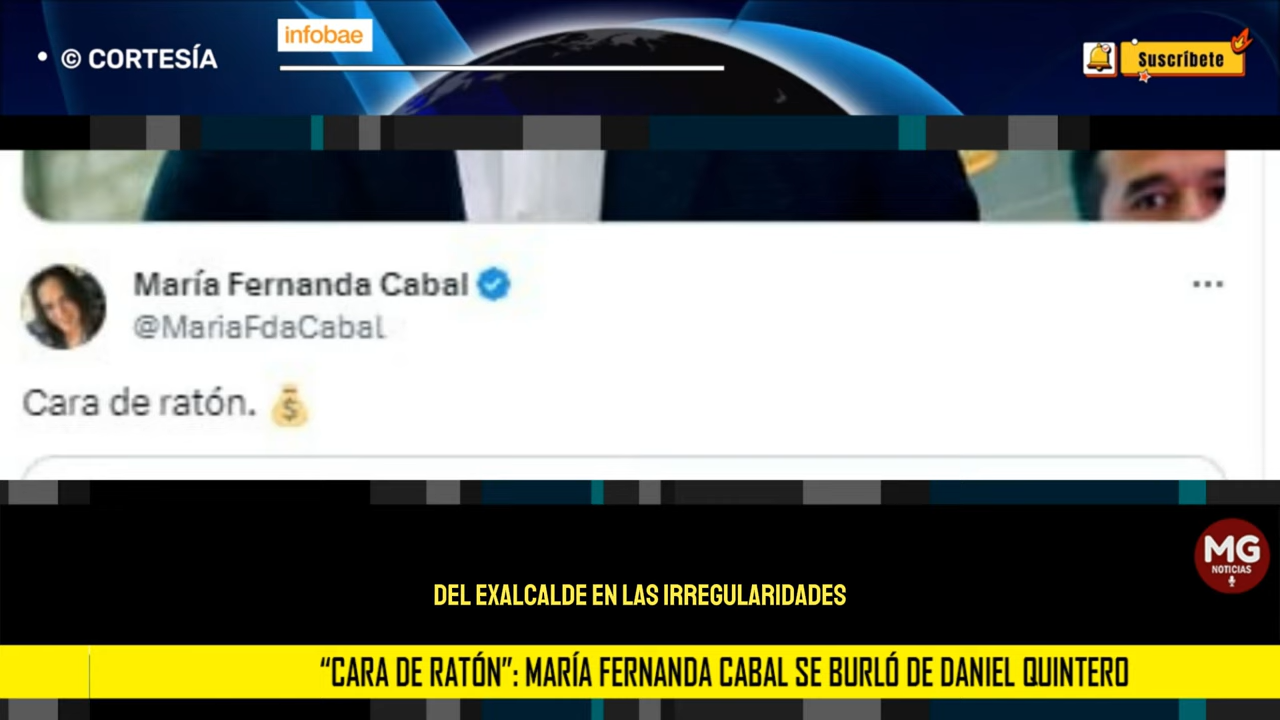 © CORTESÍA
infobae
Suscríbete
María Fernanda Cabal
@MariaFdaCabal
Cara de ratón. 💰
MG
NOTICIAS
DEL EXALCALDE EN LAS IRREGULARIDADES
“CARA DE RATÓN”: MARÍA FERNANDA CABAL SE BURLÓ DE DANIEL QUINTERO